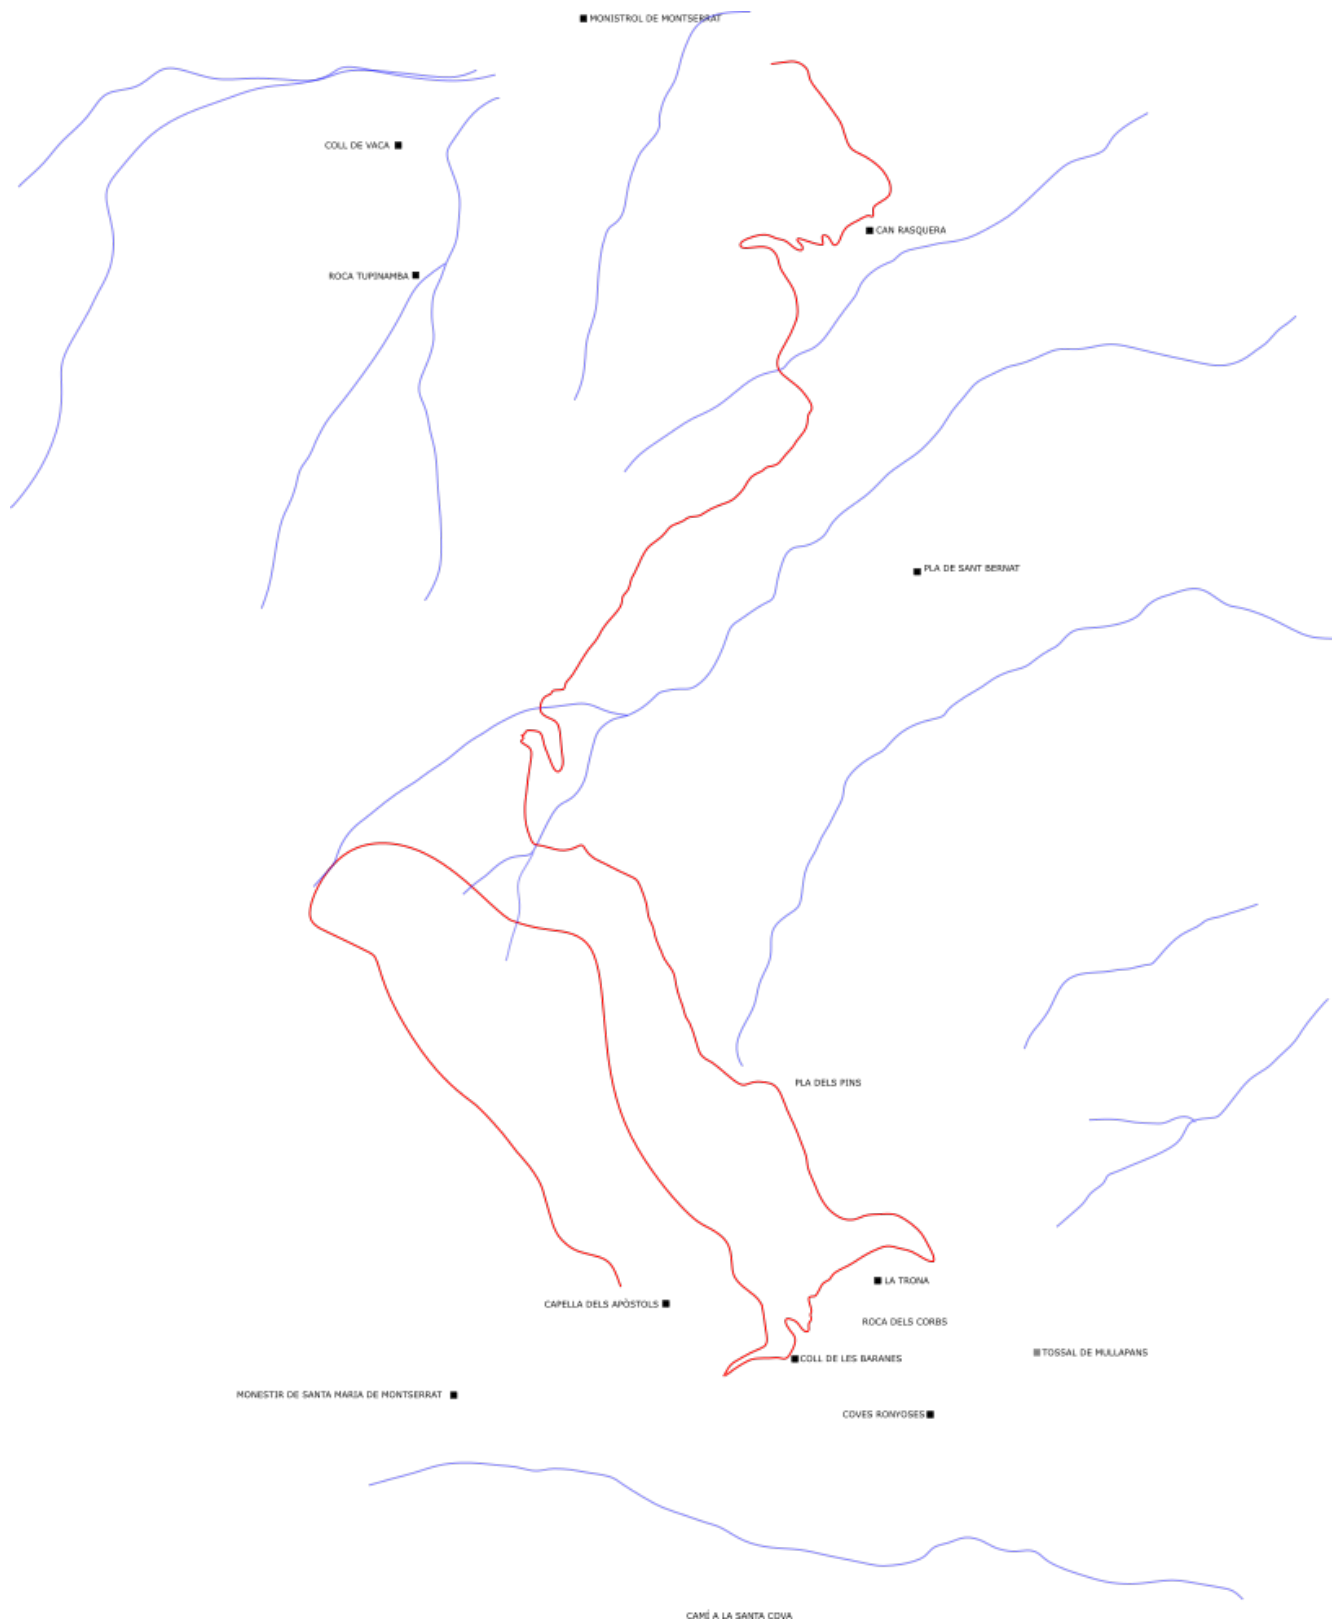 MONISTROL DE MONTSERRAT
COLL DE VACA
CAN RASQUERA
ROCA TUPINAMBA
PLA DE SANT BERNAT
PLA DELS PINS
LA TRONA
CAPELLA DELS APÒSTOLS
ROCA DELS CORBS
TOSSAL DE MULLAPANS
COLL DE LES BARANES
MONESTIR DE SANTA MARIA DE MONTSERRAT
COVES RONYOSES
CAMÍ A LA SANTA COVA